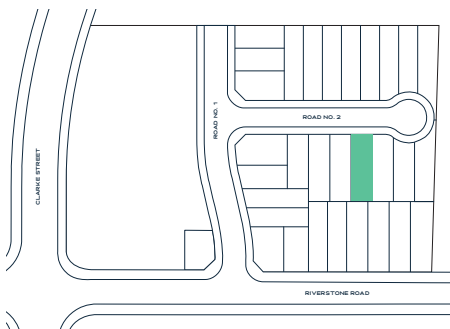 ROAD NO. 1
ROAD NO. 2
CLARKE STREET
RIVERSTONE ROAD